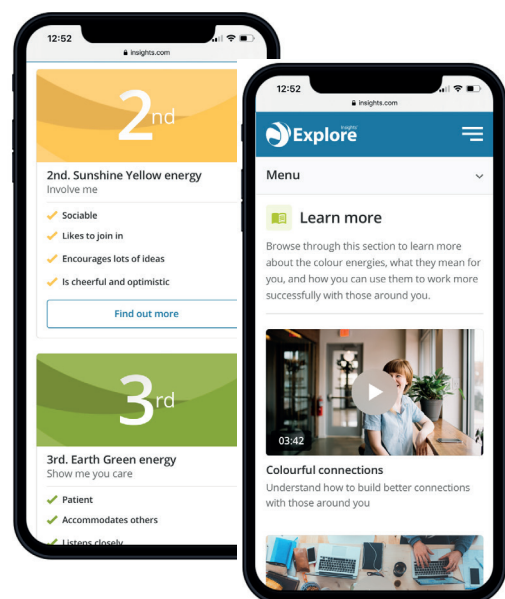 12:52
insights.com
2nd
2nd. Sunshine Yellow energy
Involve me
Sociable
Likes to join in
Encourages lots of ideas
Is cheerful and optimistic
Find out more
3rd
3rd. Earth Green energy
Show me you care
Patient
Accommodates others
Listens closely
12:52
insights.com
Insights
Explore
Menu
Learn more
Browse through this section to learn more
about the colour energies, what they mean for
you, and how you can use them to work more
successfully with those around you.
03:42
Colourful connections
Understand how to build better connections
with those around you